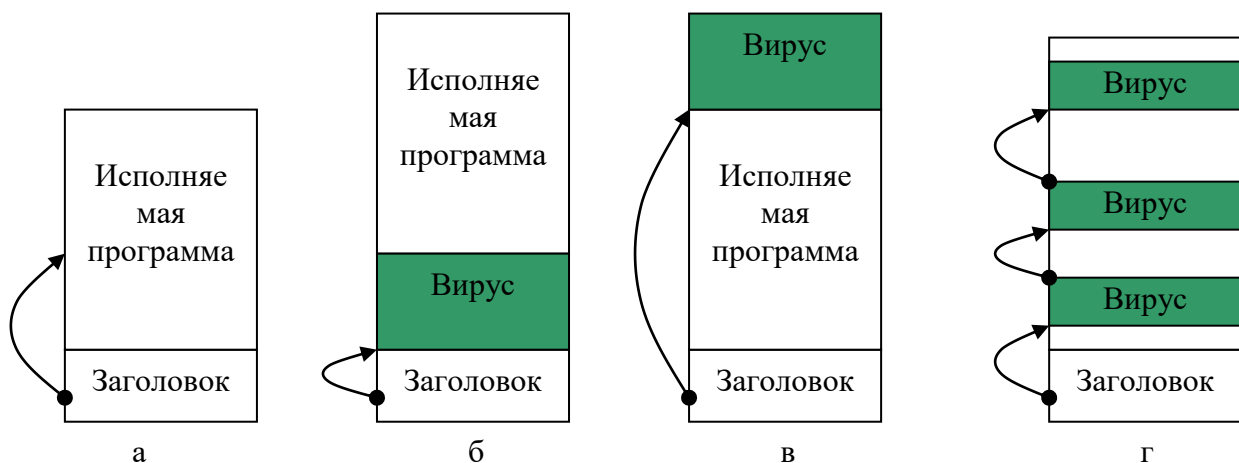 Исполняе
мая
программа
Заголовок
а
Исполняе
мая
программа
Вирус
Заголовок
б
Вирус
Исполняе
мая
программа
Заголовок
в
Вирус
Вирус
Вирус
Заголовок
г